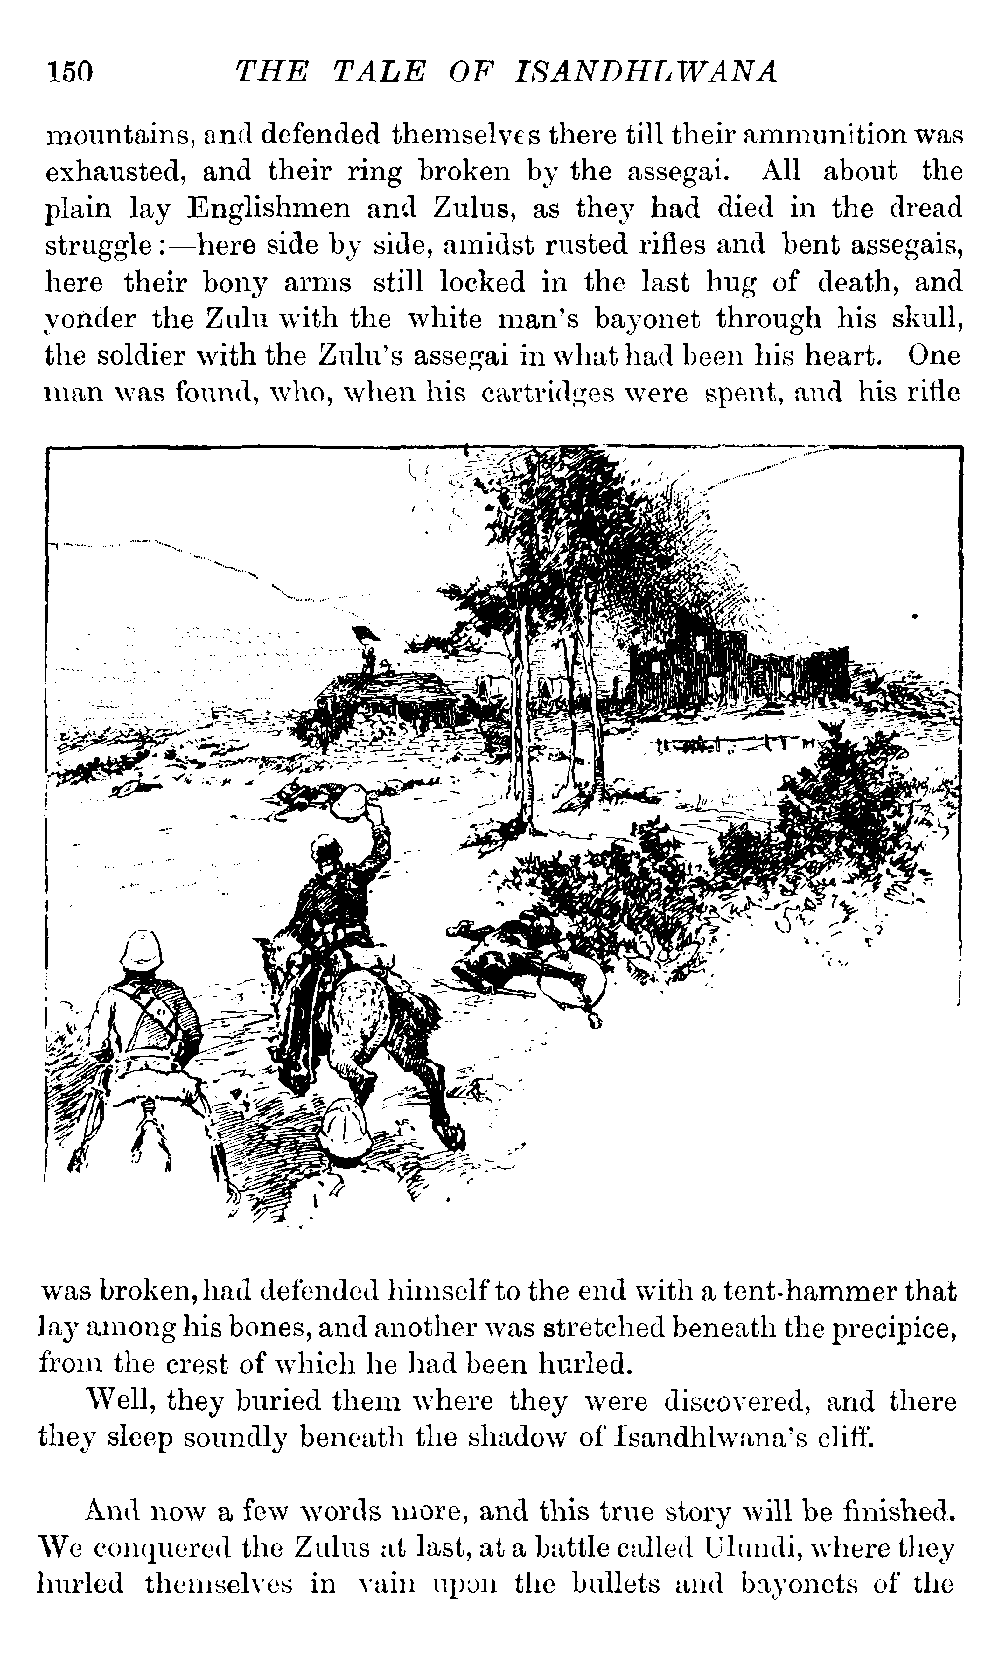 150 THE TALE OF ISANDHLWANA
mountains, and defended themselves there till their ammunition was
exhausted, and their ring broken by the assegai. All about the
plain lay Englishmen and Zulus, as they had died in the dread
struggle:—here side by side, amidst rusted rifles and bent assegais,
here their bony arms still locked in the last hug of death, and
yonder the Zulu with the white man's bayonet through his skull,
the soldier with the Zulu's assegai in what had been his heart. One
man was found, who, when his cartridges were spent, and his rifle
was broken, had defended himself to the end with a tent-hammer that
lay among his bones, and another was stretched beneath the precipice,
from the crest of which he had been hurled.
Well, they buried them where they were discovered, and there
they sleep soundly beneath the shadow of Isandhlwana's cliff.
And now a few words more, and this true story will be finished.
We conquered the Zulus at last, at a battle called Ulundi, where they
hurled themselves in vain upon the bullets and bayonets of the